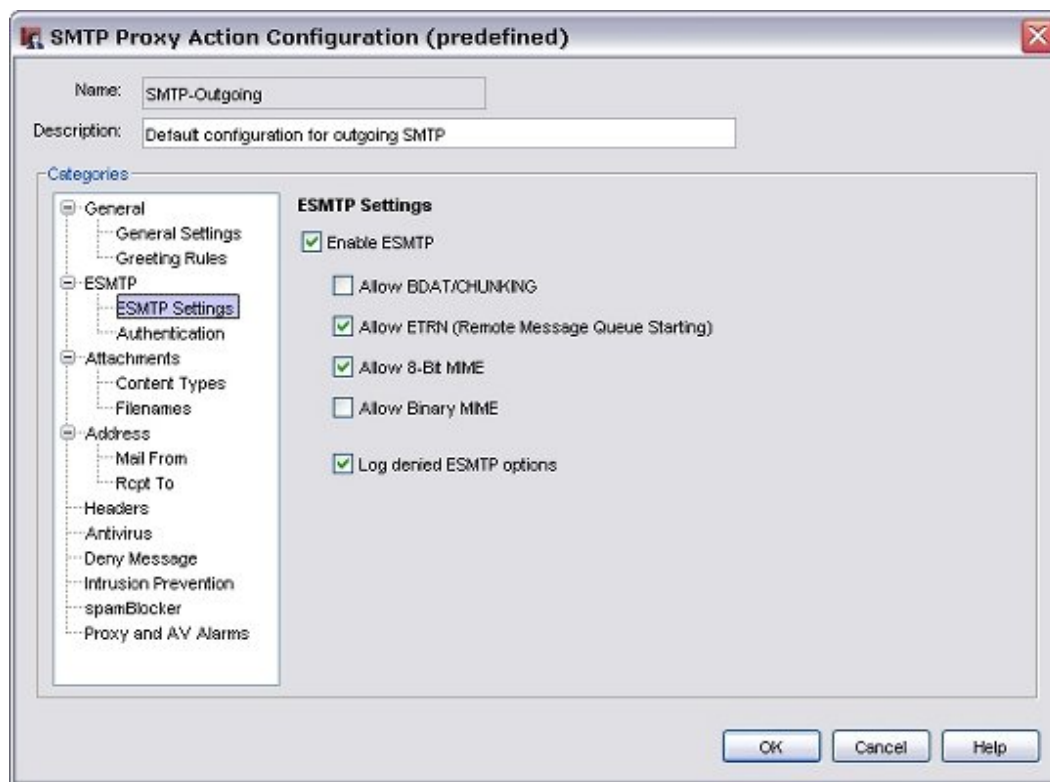 SMTP Proxy Action Configuration (predefined)
Name: SMTP-Outgoing
Description: Default configuration for outgoing SMTP
Categories
General
General Settings
Greeting Rules
ESMTP
ESMTP Settings
Authentication
Attachments
Content Types
Filenames
Address
Mail From
Rcpt To
Headers
Antivirus
Deny Message
Intrusion Prevention
spamBlocker
Proxy and AV Alarms
ESMTP Settings
Enable ESMTP
Allow BDAT/CHUNKING
Allow ETRN (Remote Message Queue Starting)
Allow 8-Bit MIME
Allow Binary MIME
Log denied ESMTP options
OK Cancel Help